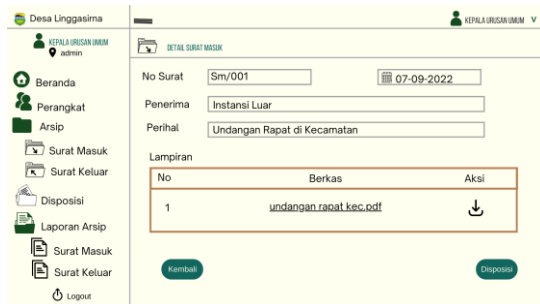 Desa Linggasirna
KEPALA URUSAN UMUM V
KEPALA URUSAN UMUM
admin
Beranda
Perangkat
Arsip
Surat Masuk
Surat Keluar
Disposisi
Laporan Arsip
Surat Masuk
Surat Keluar
Logout
DETAIL SURAT MASUK
No Surat Sm/001 07-09-2022
Penerima Instansi Luar
Perihal Undangan Rapat di Kecamatan
Lampiran
No Berkas Aksi
1 undangan rapat kec.pdf
Kembali Disposisi